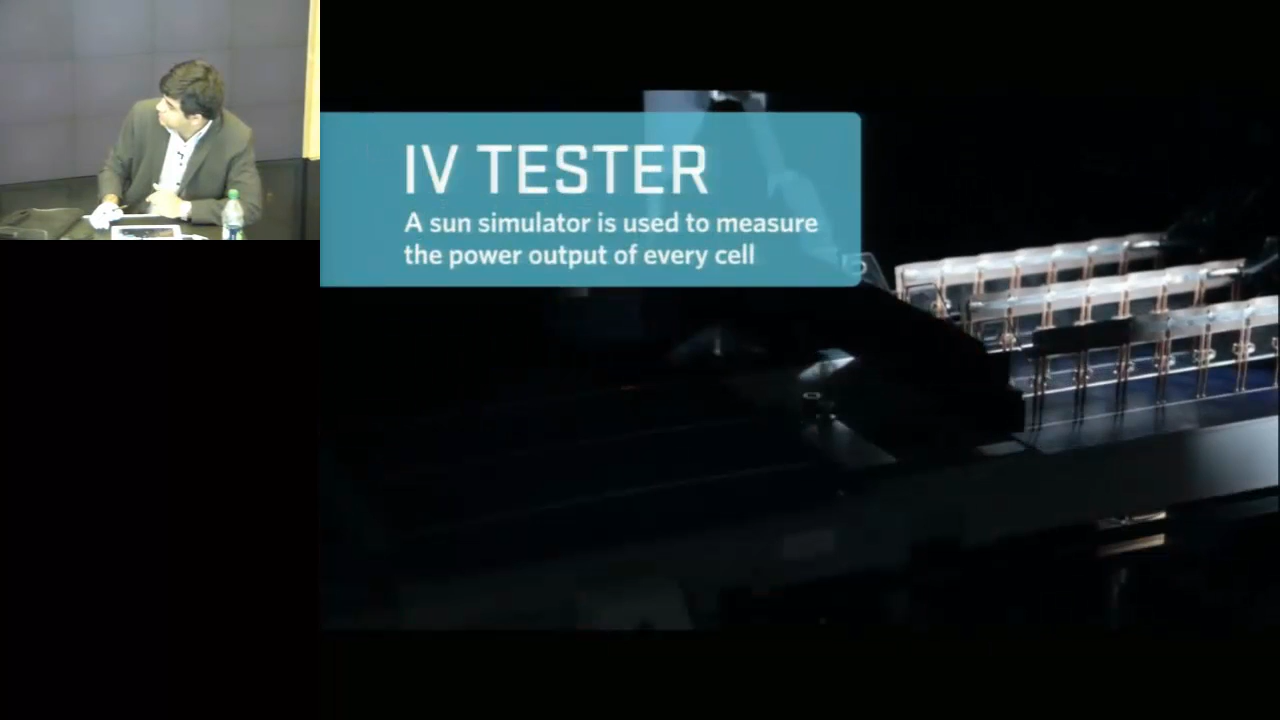 IV TESTER
A sun simulator is used to measure
the power output of every cell